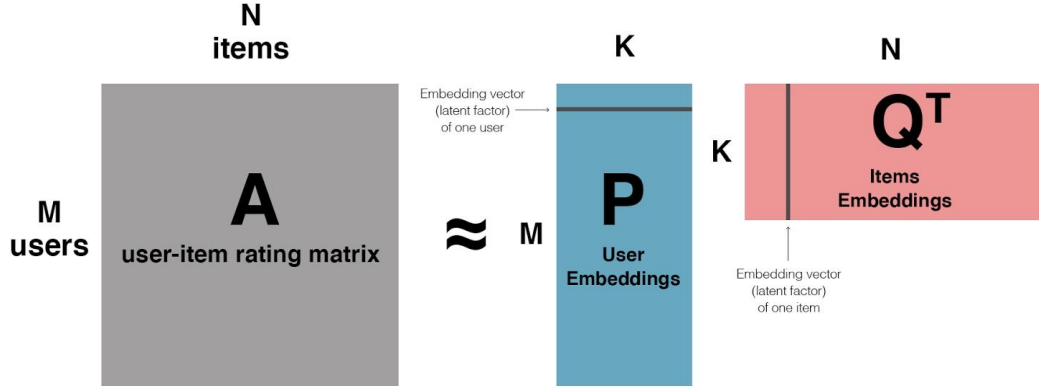 N
items
M
users
A
user-item rating matrix
≈
K
Embedding vector
(latent factor)
of one user
M
P
User
Embeddings
N
K
Qᵀ
Items
Embeddings
Embedding vector
(latent factor)
of one item